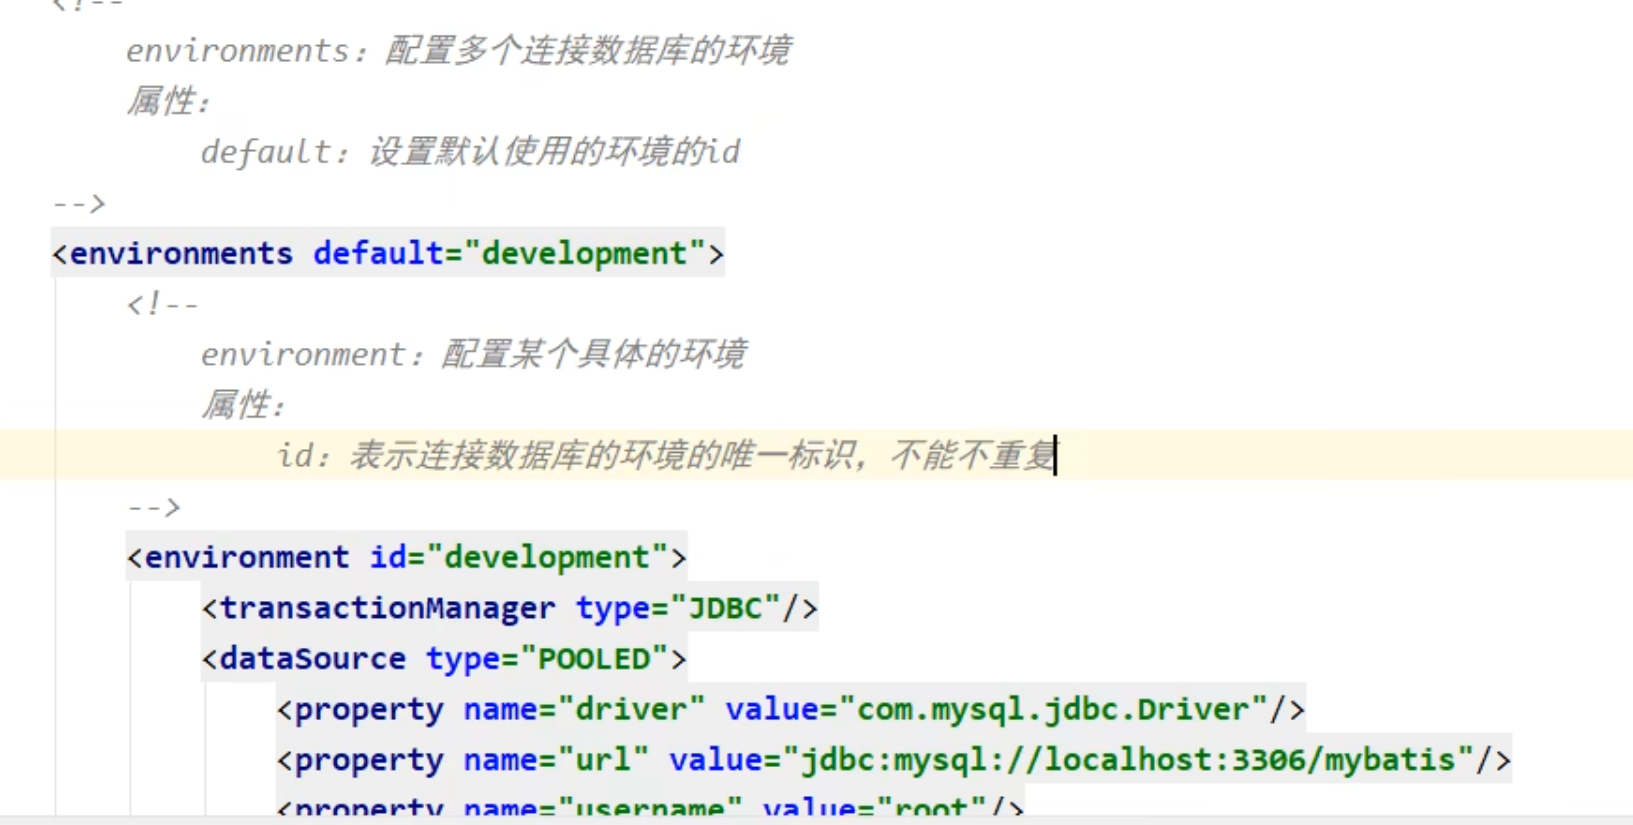 <!--
environments：配置多个连接数据库的环境
属性：
default：设置默认使用的环境的id
-->
<environments default="development">
<!--
environment：配置某个具体的环境
属性：
id：表示连接数据库的环境的唯一标识，不能不重复
-->
<environment id="development">
<transactionManager type="JDBC"/>
<dataSource type="POOLED">
<property name="driver" value="com.mysql.jdbc.Driver"/>
<property name="url" value="jdbc:mysql://localhost:3306/mybatis"/>
<property name="username" value="root"/>